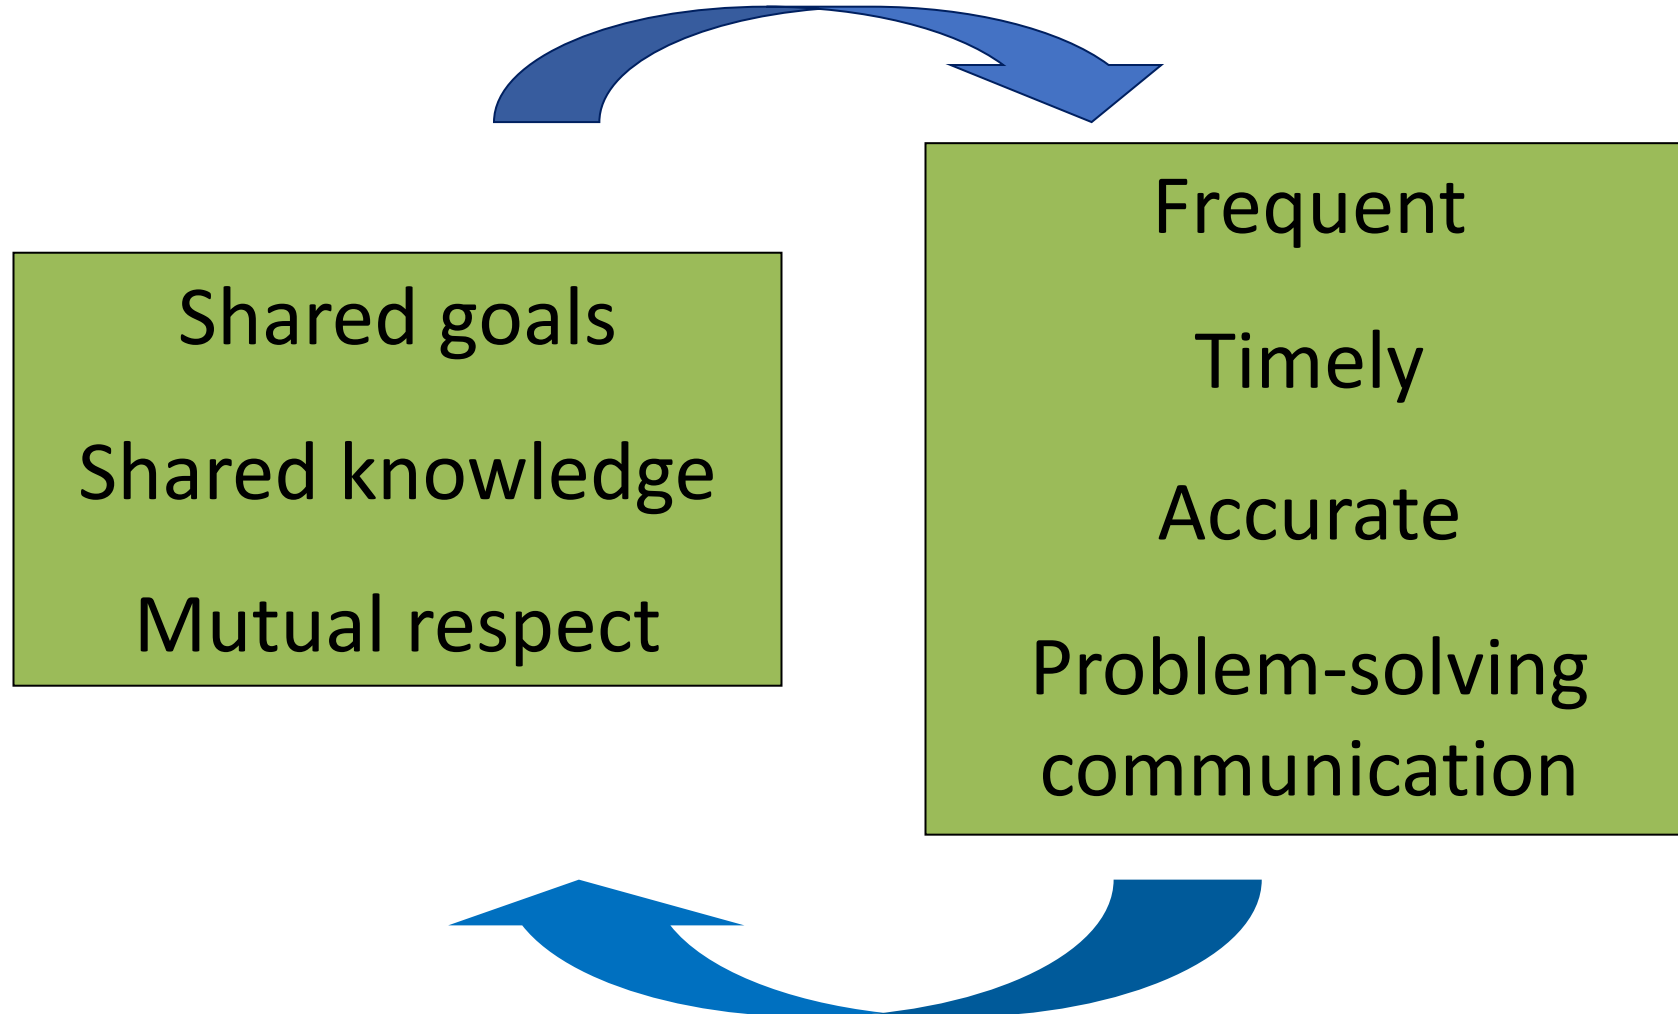 Shared goals
Shared knowledge
Mutual respect
Frequent
Timely
Accurate
Problem-solving
communication